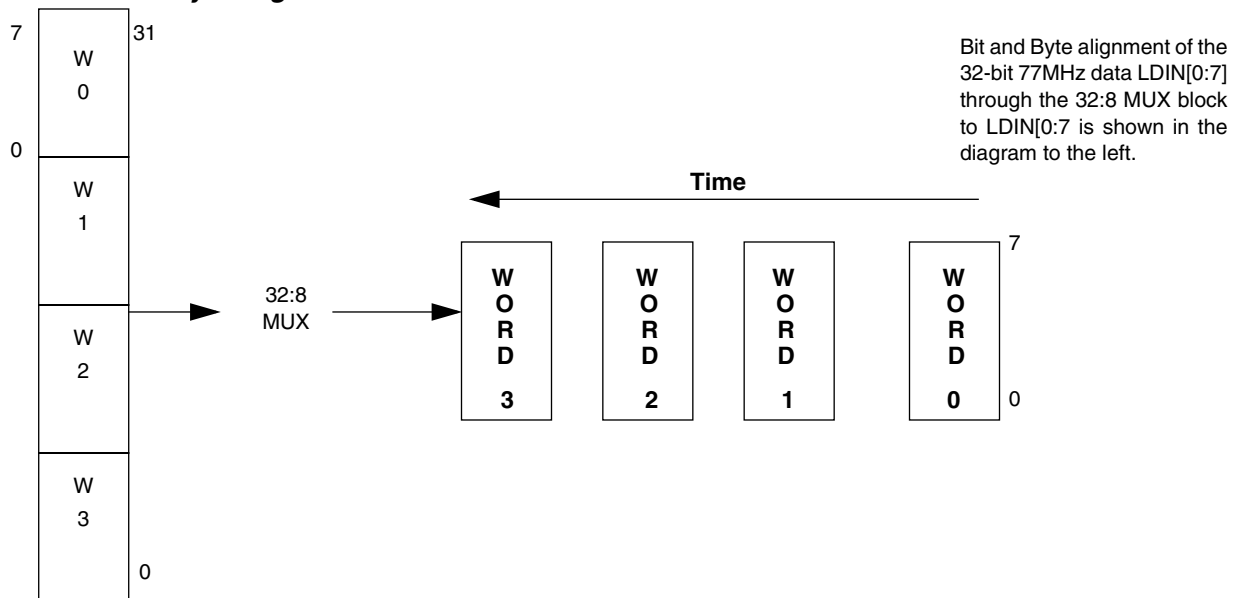 7
31
W
0
0
W
1
W
2
W
3
0
32:8
MUX
Time
W
O
R
D
3
W
O
R
D
2
W
O
R
D
1
W
O
R
D
0
7
0
Bit and Byte alignment of the
32-bit 77MHz data LDIN[0:7]
through the 32:8 MUX block
to LDIN[0:7 is shown in the
diagram to the left.